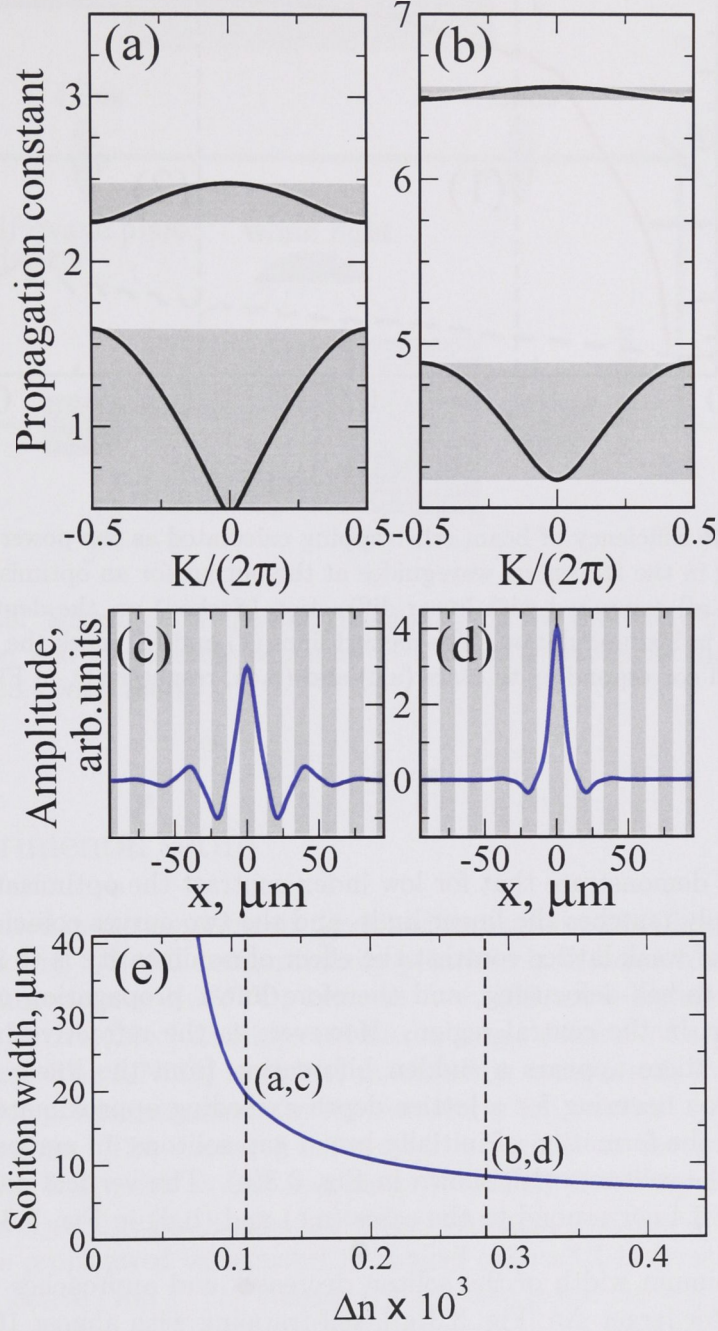 (a)
(b)
7
3
6
2
5
1
Propagation constant
0.5
0
0.5
0
0.5
K/(2π)
K/(2π)
(c)
(d)
4
2
0
Amplitude,
arb.units
-50
0
50
-50
0
50
x, μm
x, μm
(e)
40
30
20
10
0
Soliton width, μm
(a,c)
(b,d)
0
0.1
0.2
0.3
0.4
Δn x 10³